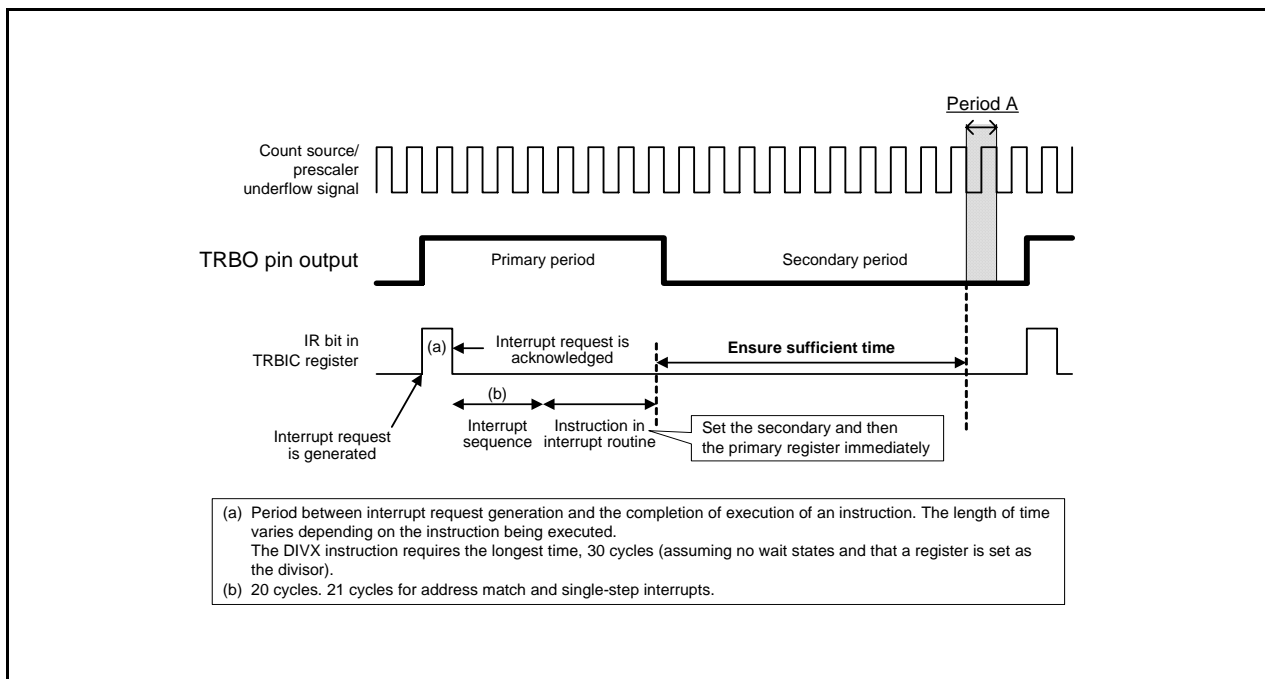 Period A
Count source/
prescaler
underflow signal
TRBO pin output
Primary period
Secondary period
IR bit in
TRBIC register
(a)
Interrupt request is
acknowledged
Ensure sufficient time
(b)
Interrupt request
is generated
Interrupt
sequence
Instruction in
interrupt routine
Set the secondary and then
the primary register immediately
(a) Period between interrupt request generation and the completion of execution of an instruction. The length of time
varies depending on the instruction being executed.
The DIVX instruction requires the longest time, 30 cycles (assuming no wait states and that a register is set as
the divisor).
(b) 20 cycles. 21 cycles for address match and single-step interrupts.